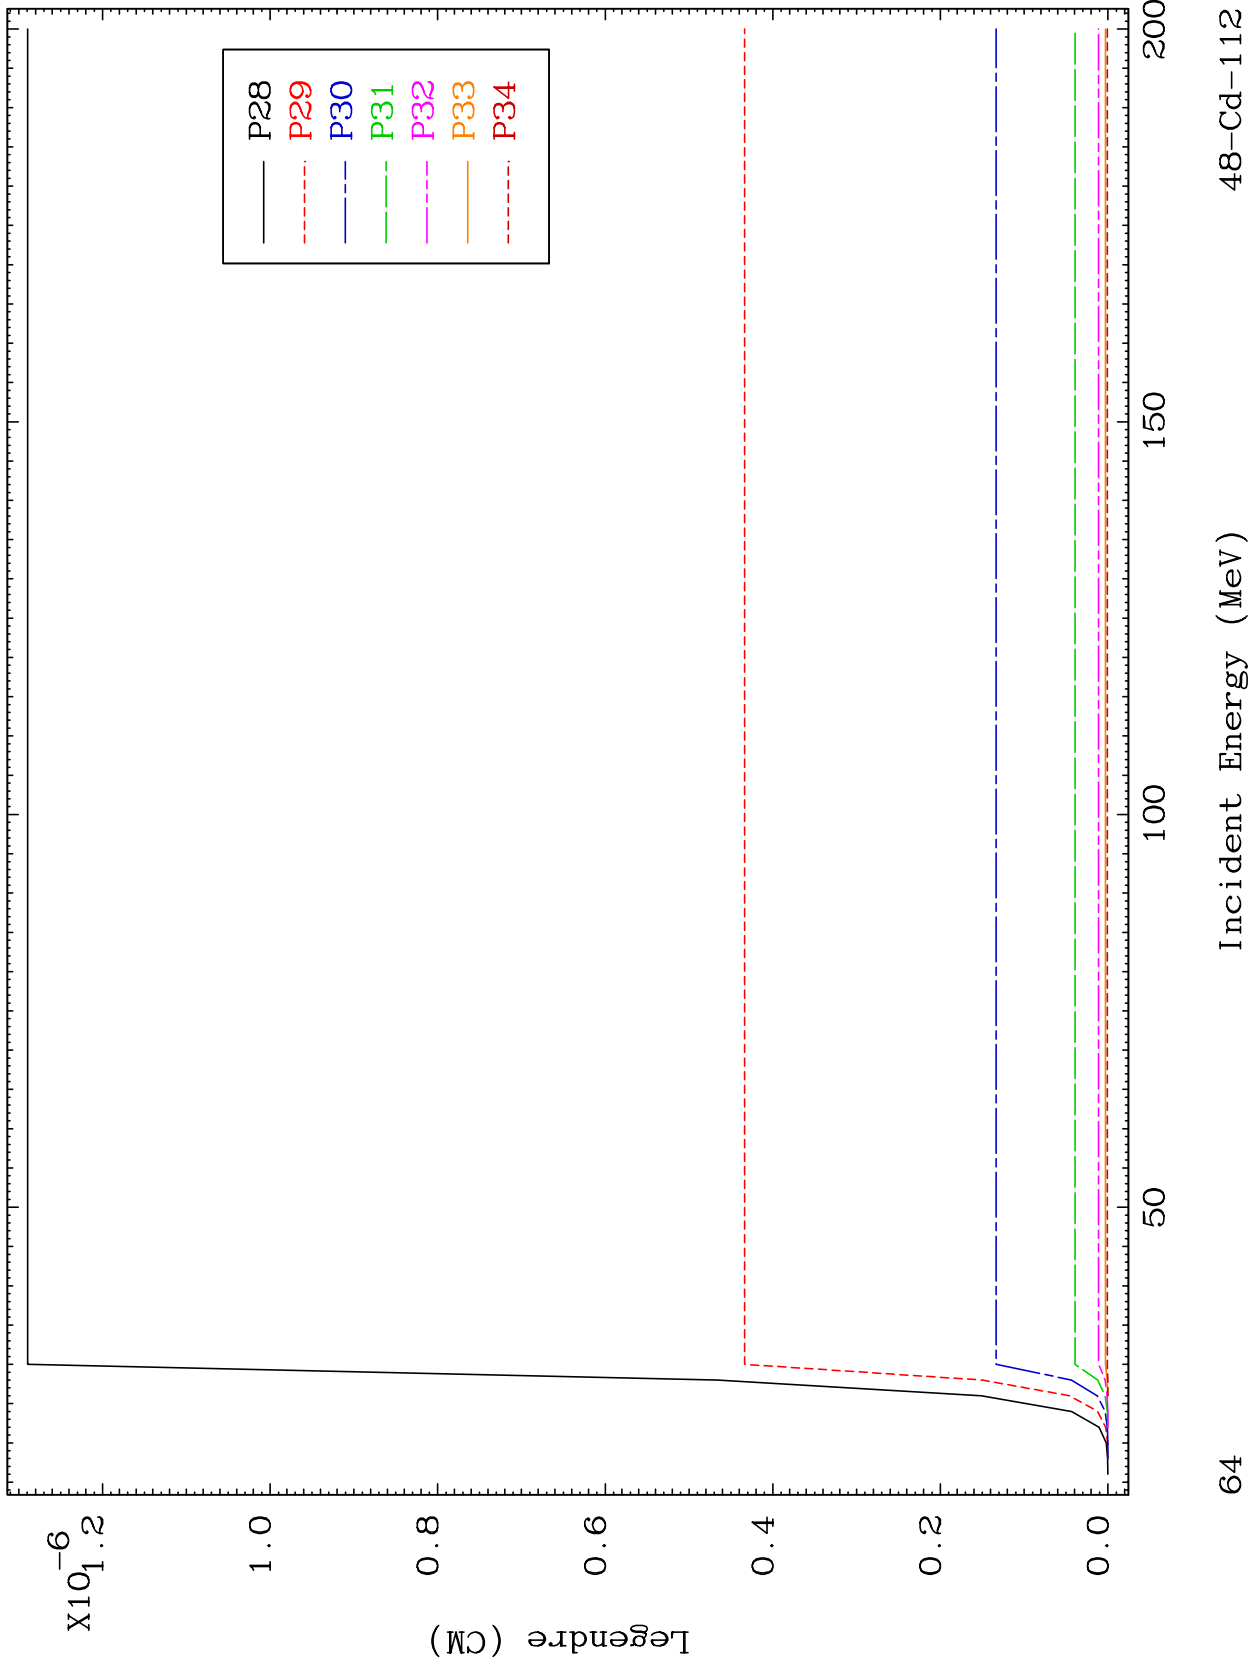 X10-6
1.2
1.0
0.8
0.6
0.4
0.2
0.0
Legendre (CM)
P28
P29
P30
P31
P32
P33
P34
50
100
150
200
64
Incident Energy (MeV)
48-Cd-112